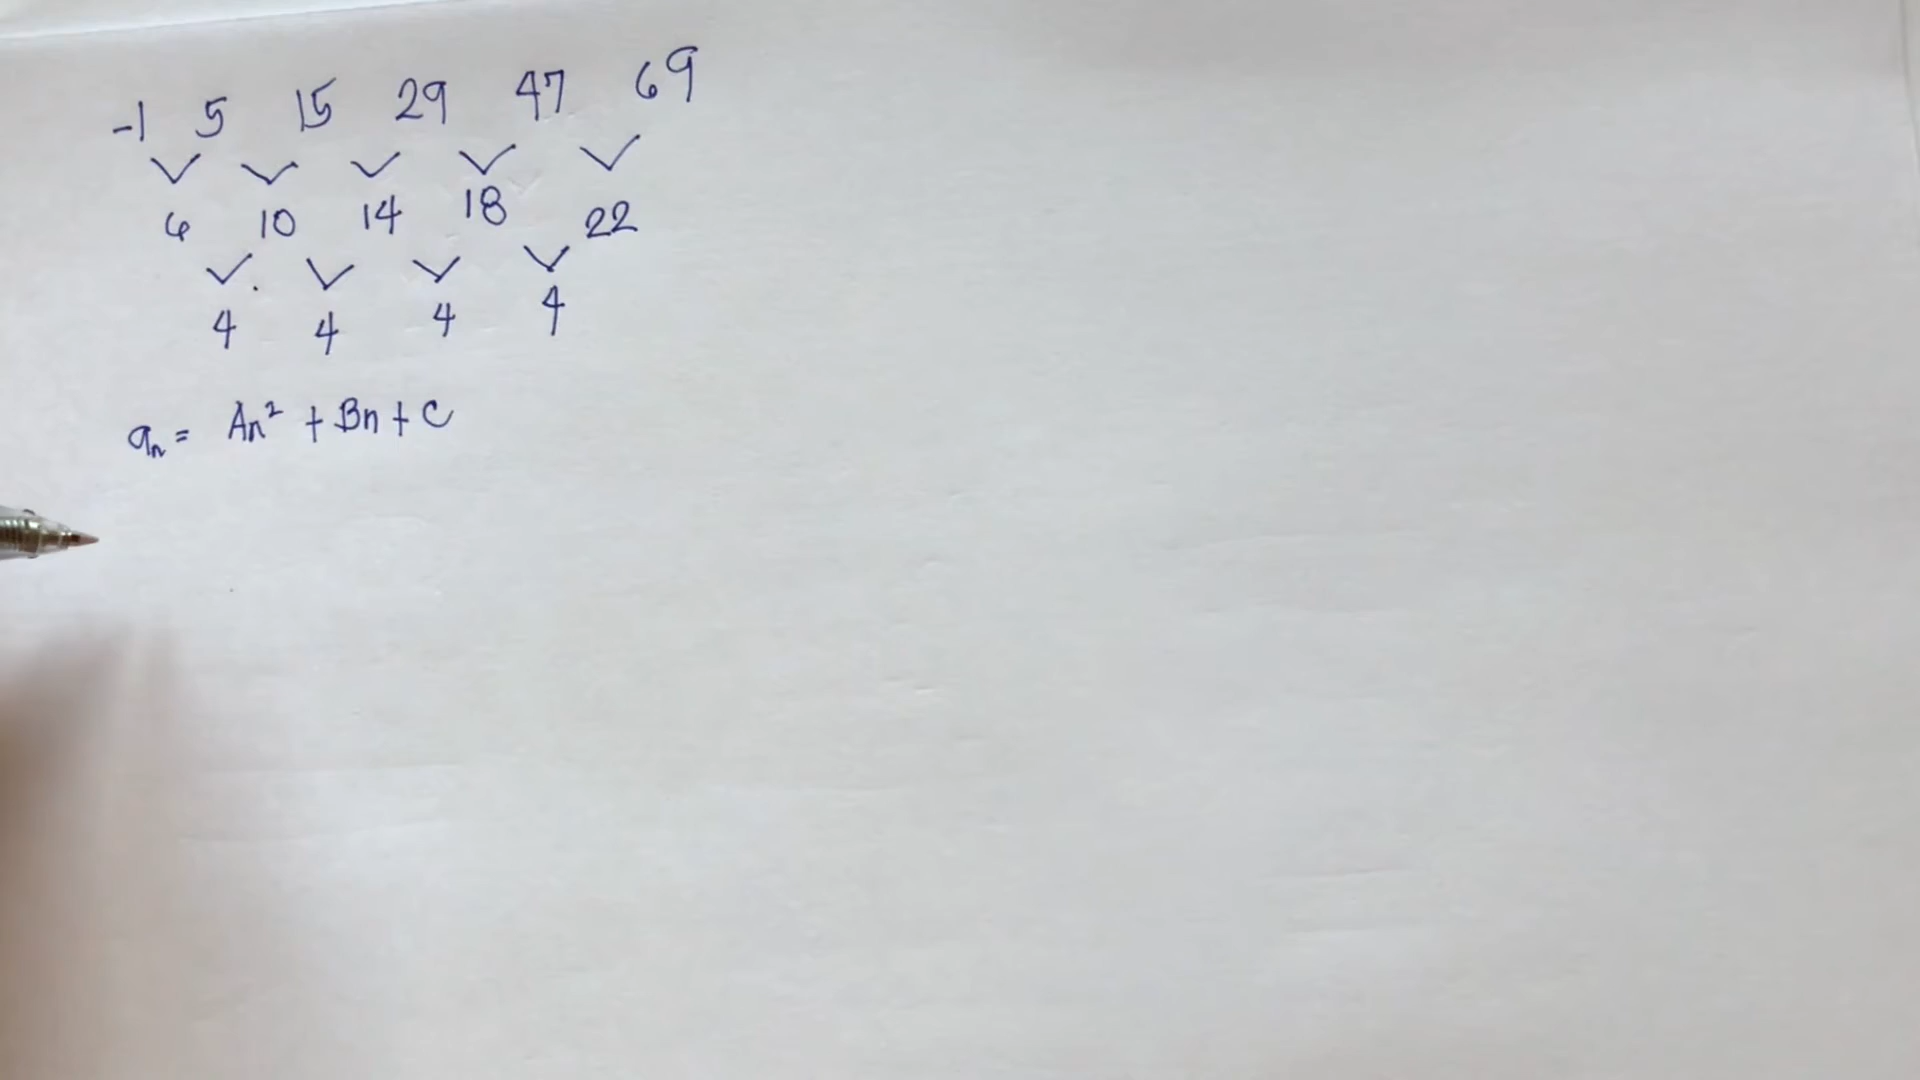 -1 5 15 29 47 69
6 10 14 18 22
4 4 4 4
aₙ = An² + Bn + C